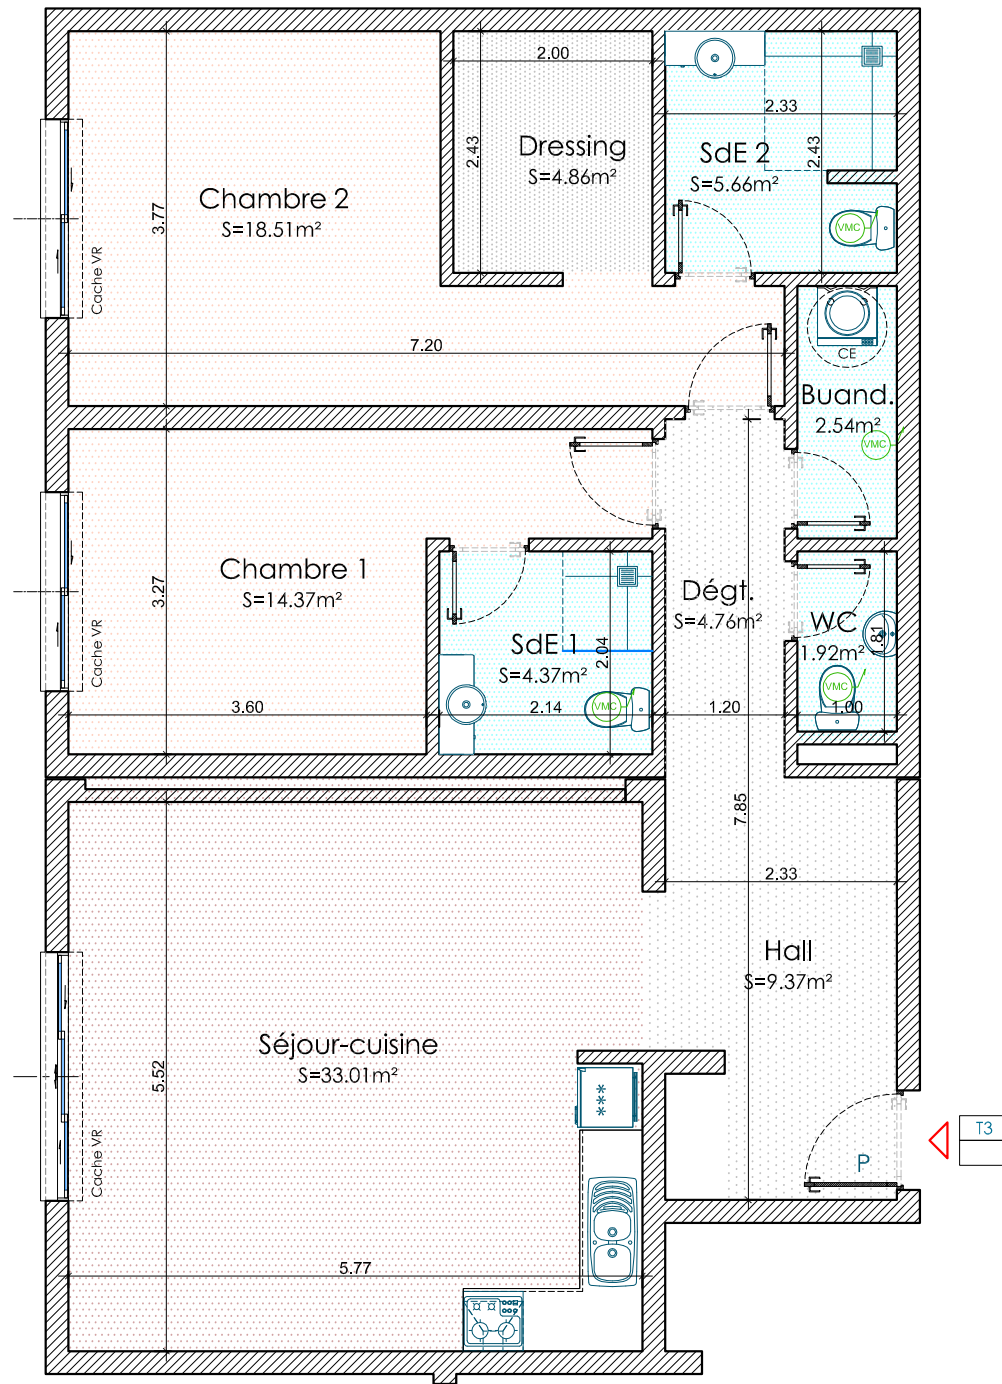 2.00
Dressing
S=4.86m²
2.43
2.33
SdE 2
S=5.66m²
2.43
VMC
Chambre 2
S=18.51m²
3.77
Cache VR
7.20
CE
Buand.
2.54m²
VMC
Chambre 1
S=14.37m²
3.27
Cache VR
3.60
SdE 1
S=4.37m²
2.04
2.14
VMC
Dégt.
S=4.76m²
1.20
WC
1.92m²
1.81
VMC
1.00
7.85
2.33
Hall
S=9.37m²
Séjour-cuisine
S=33.01m²
5.52
Cache VR
***
5.77
P
T3